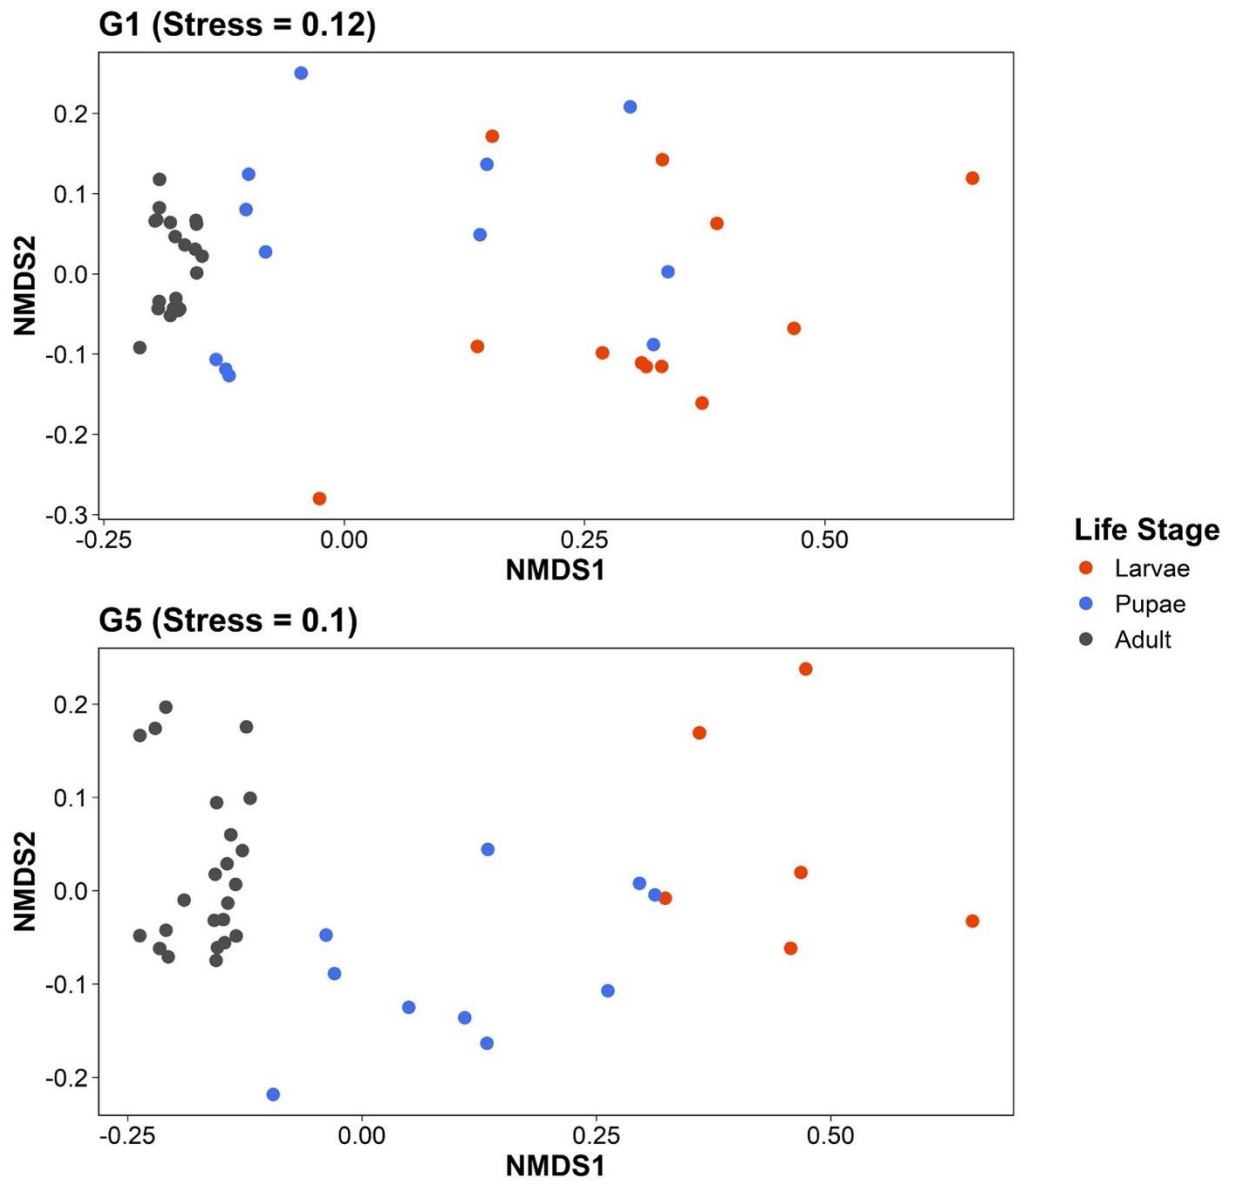 G1 (Stress = 0.12)
0.2
0.1
0.0
-0.1
-0.2
-0.3
NMDS2
-0.25 0.00 0.25 0.50
NMDS1
Life Stage
Larvae
Pupae
Adult
G5 (Stress = 0.1)
0.2
0.1
0.0
-0.1
-0.2
NMDS2
-0.25 0.00 0.25 0.50
NMDS1